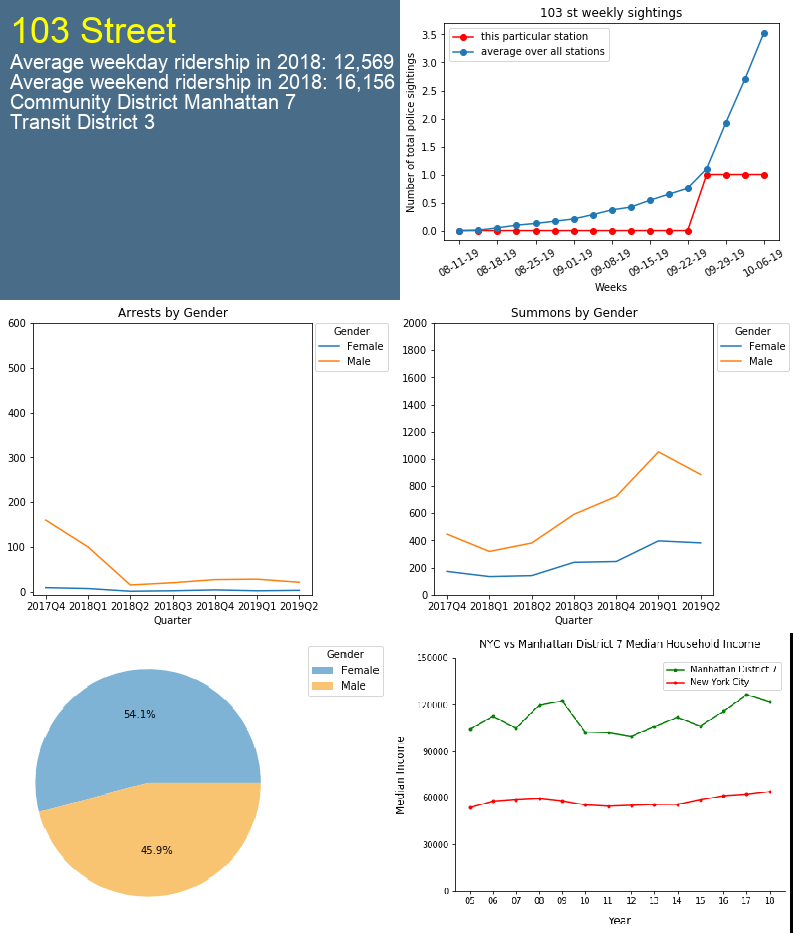 103 Street
Average weekday ridership in 2018: 12,569
Average weekend ridership in 2018: 16,156
Community District Manhattan 7
Transit District 3
103 st weekly sightings
this particular station
average over all stations
Number of total police sightings
3.5
3.0
2.5
2.0
1.5
1.0
0.5
0.0
08-11-19 08-18-19 08-25-19 09-01-19 09-08-19 09-15-19 09-22-19 09-29-19 10-06-19
Weeks
Arrests by Gender
Gender
Female
Male
600
500
400
300
200
100
0
2017Q4 2018Q1 2018Q2 2018Q3 2018Q4 2019Q1 2019Q2
Quarter
Summons by Gender
Gender
Female
Male
2000
1800
1600
1400
1200
1000
800
600
400
200
0
2017Q4 2018Q1 2018Q2 2018Q3 2018Q4 2019Q1 2019Q2
Quarter
Gender
Female
Male
54.1%
45.9%
NYC vs Manhattan District 7 Median Household Income
Manhattan District 7
New York City
Median Income
150000
120000
90000
60000
30000
0
05 06 07 08 09 10 11 12 13 14 15 16 17 18
Year